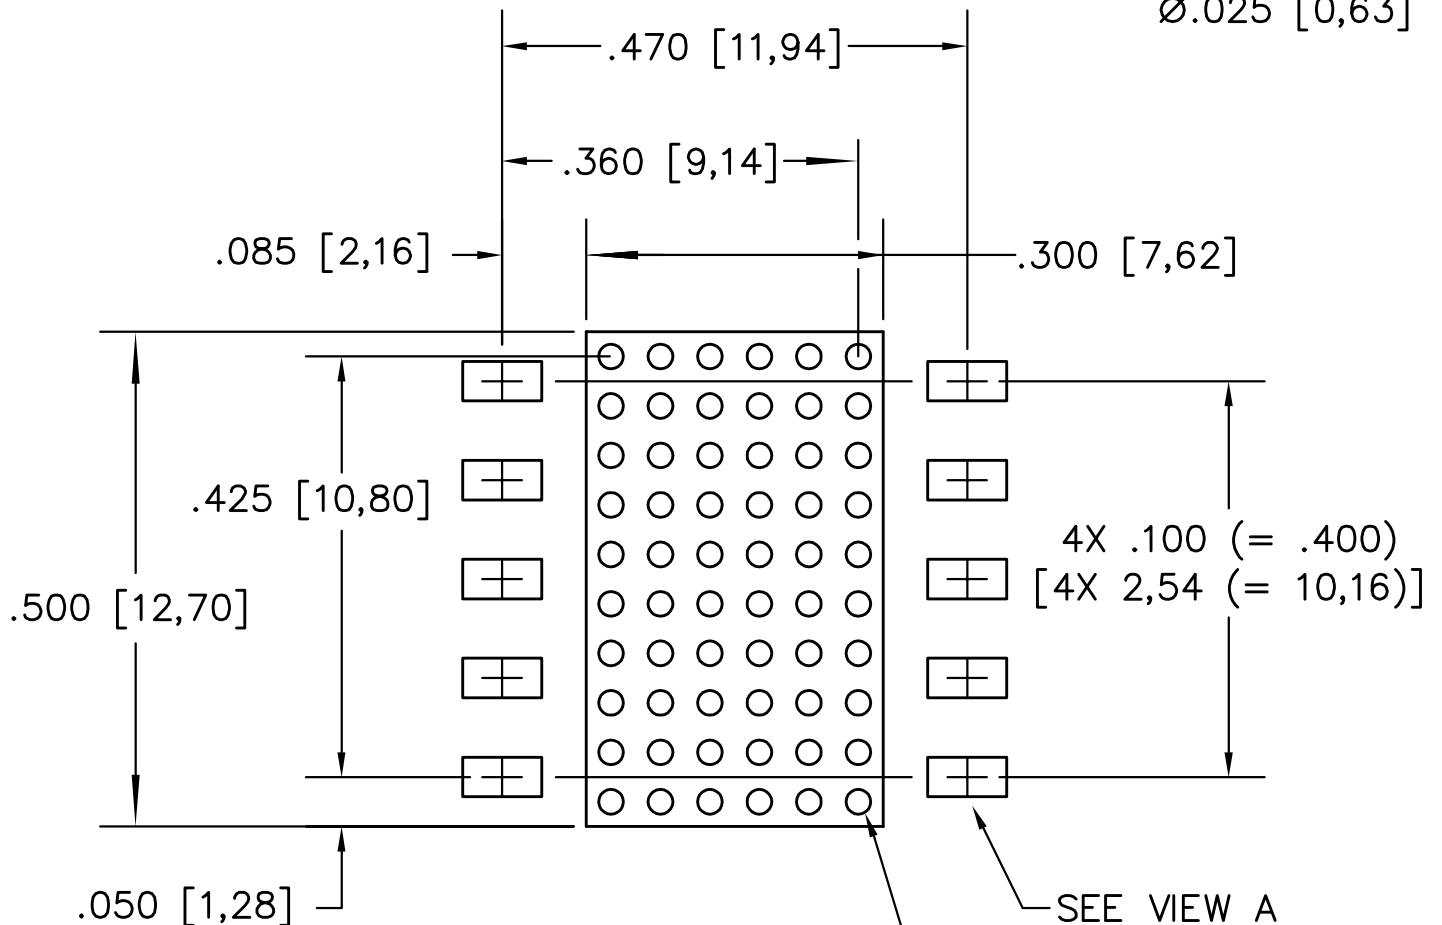 Ø.025 [0,63]
.470 [11,94]
.360 [9,14]
.085 [2,16]
.300 [7,62]
.425 [10,80]
4X .100 (= .400)
[4X 2,54 (= 10,16)]
.500 [12,70]
.050 [1,28]
SEE VIEW A